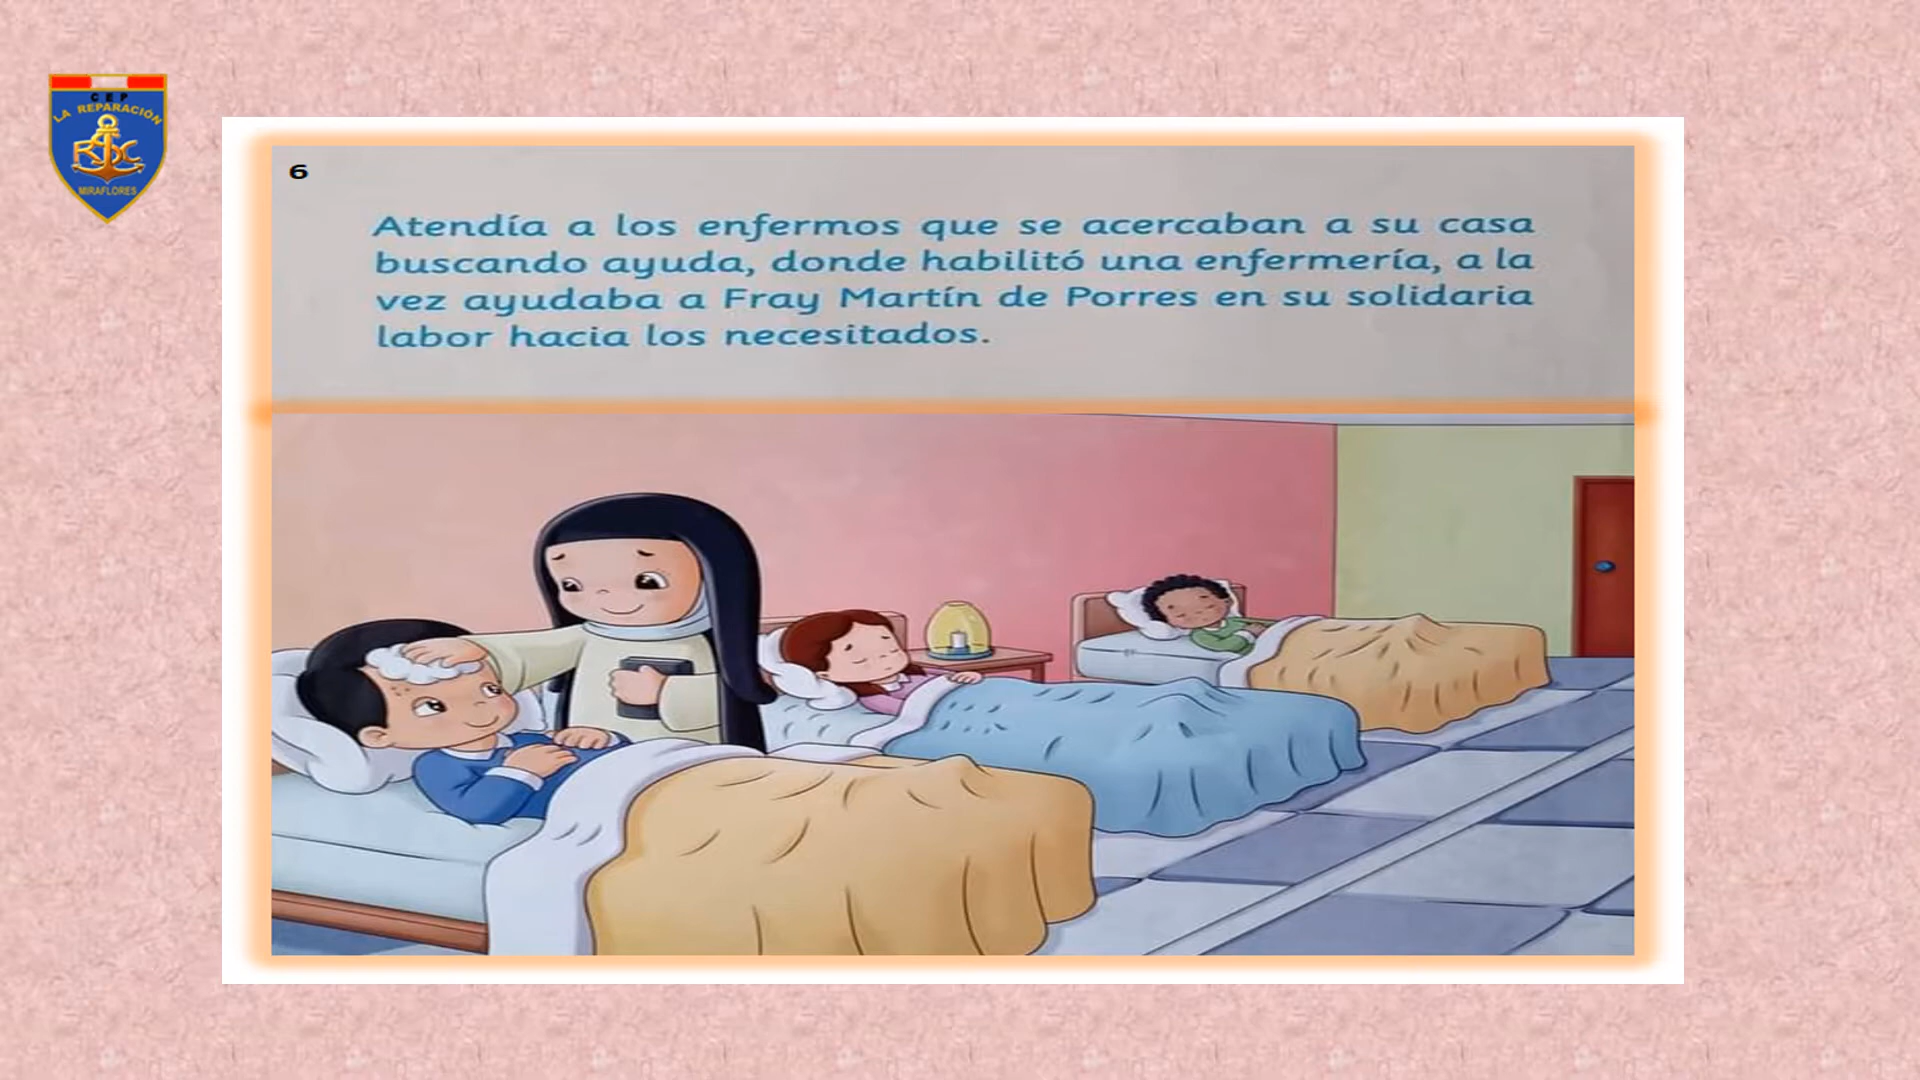 CEP
LA REPARACIÓN
MIRAFLORES
6
Atendía a los enfermos que se acercaban a su casa
buscando ayuda, donde habilitó una enfermería, a la
vez ayudaba a Fray Martín de Porres en su solidaria
labor hacia los necesitados.